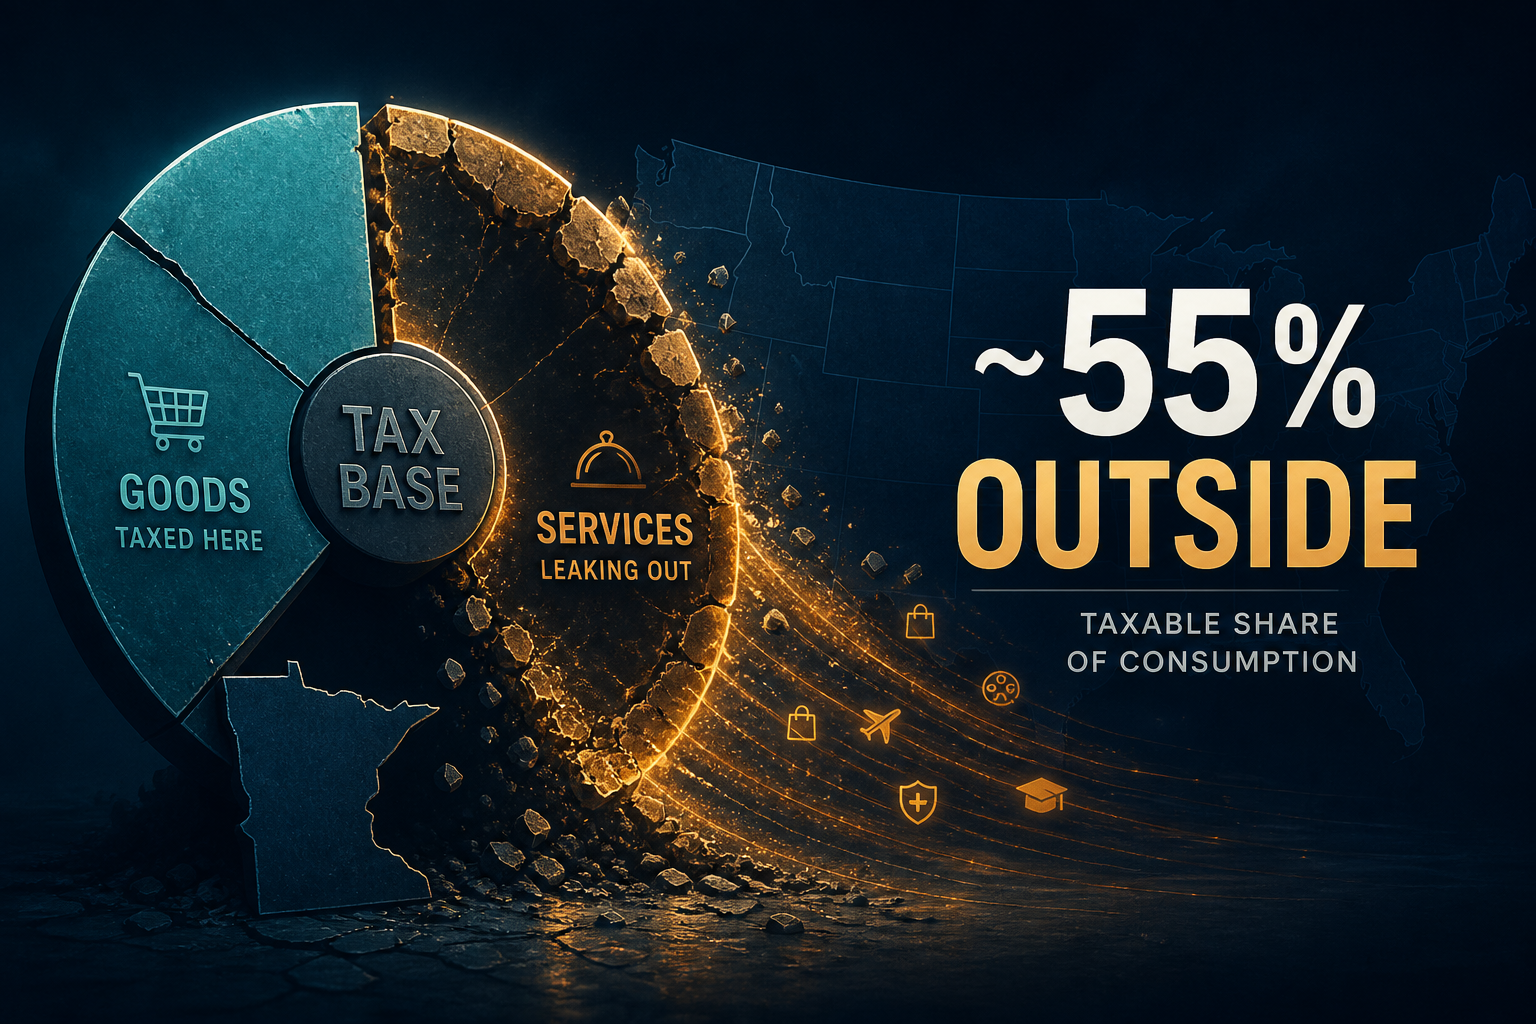 TAX
BASE
GOODS
TAXED HERE
SERVICES
LEAKING OUT
~55%
OUTSIDE
TAXABLE SHARE
OF CONSUMPTION